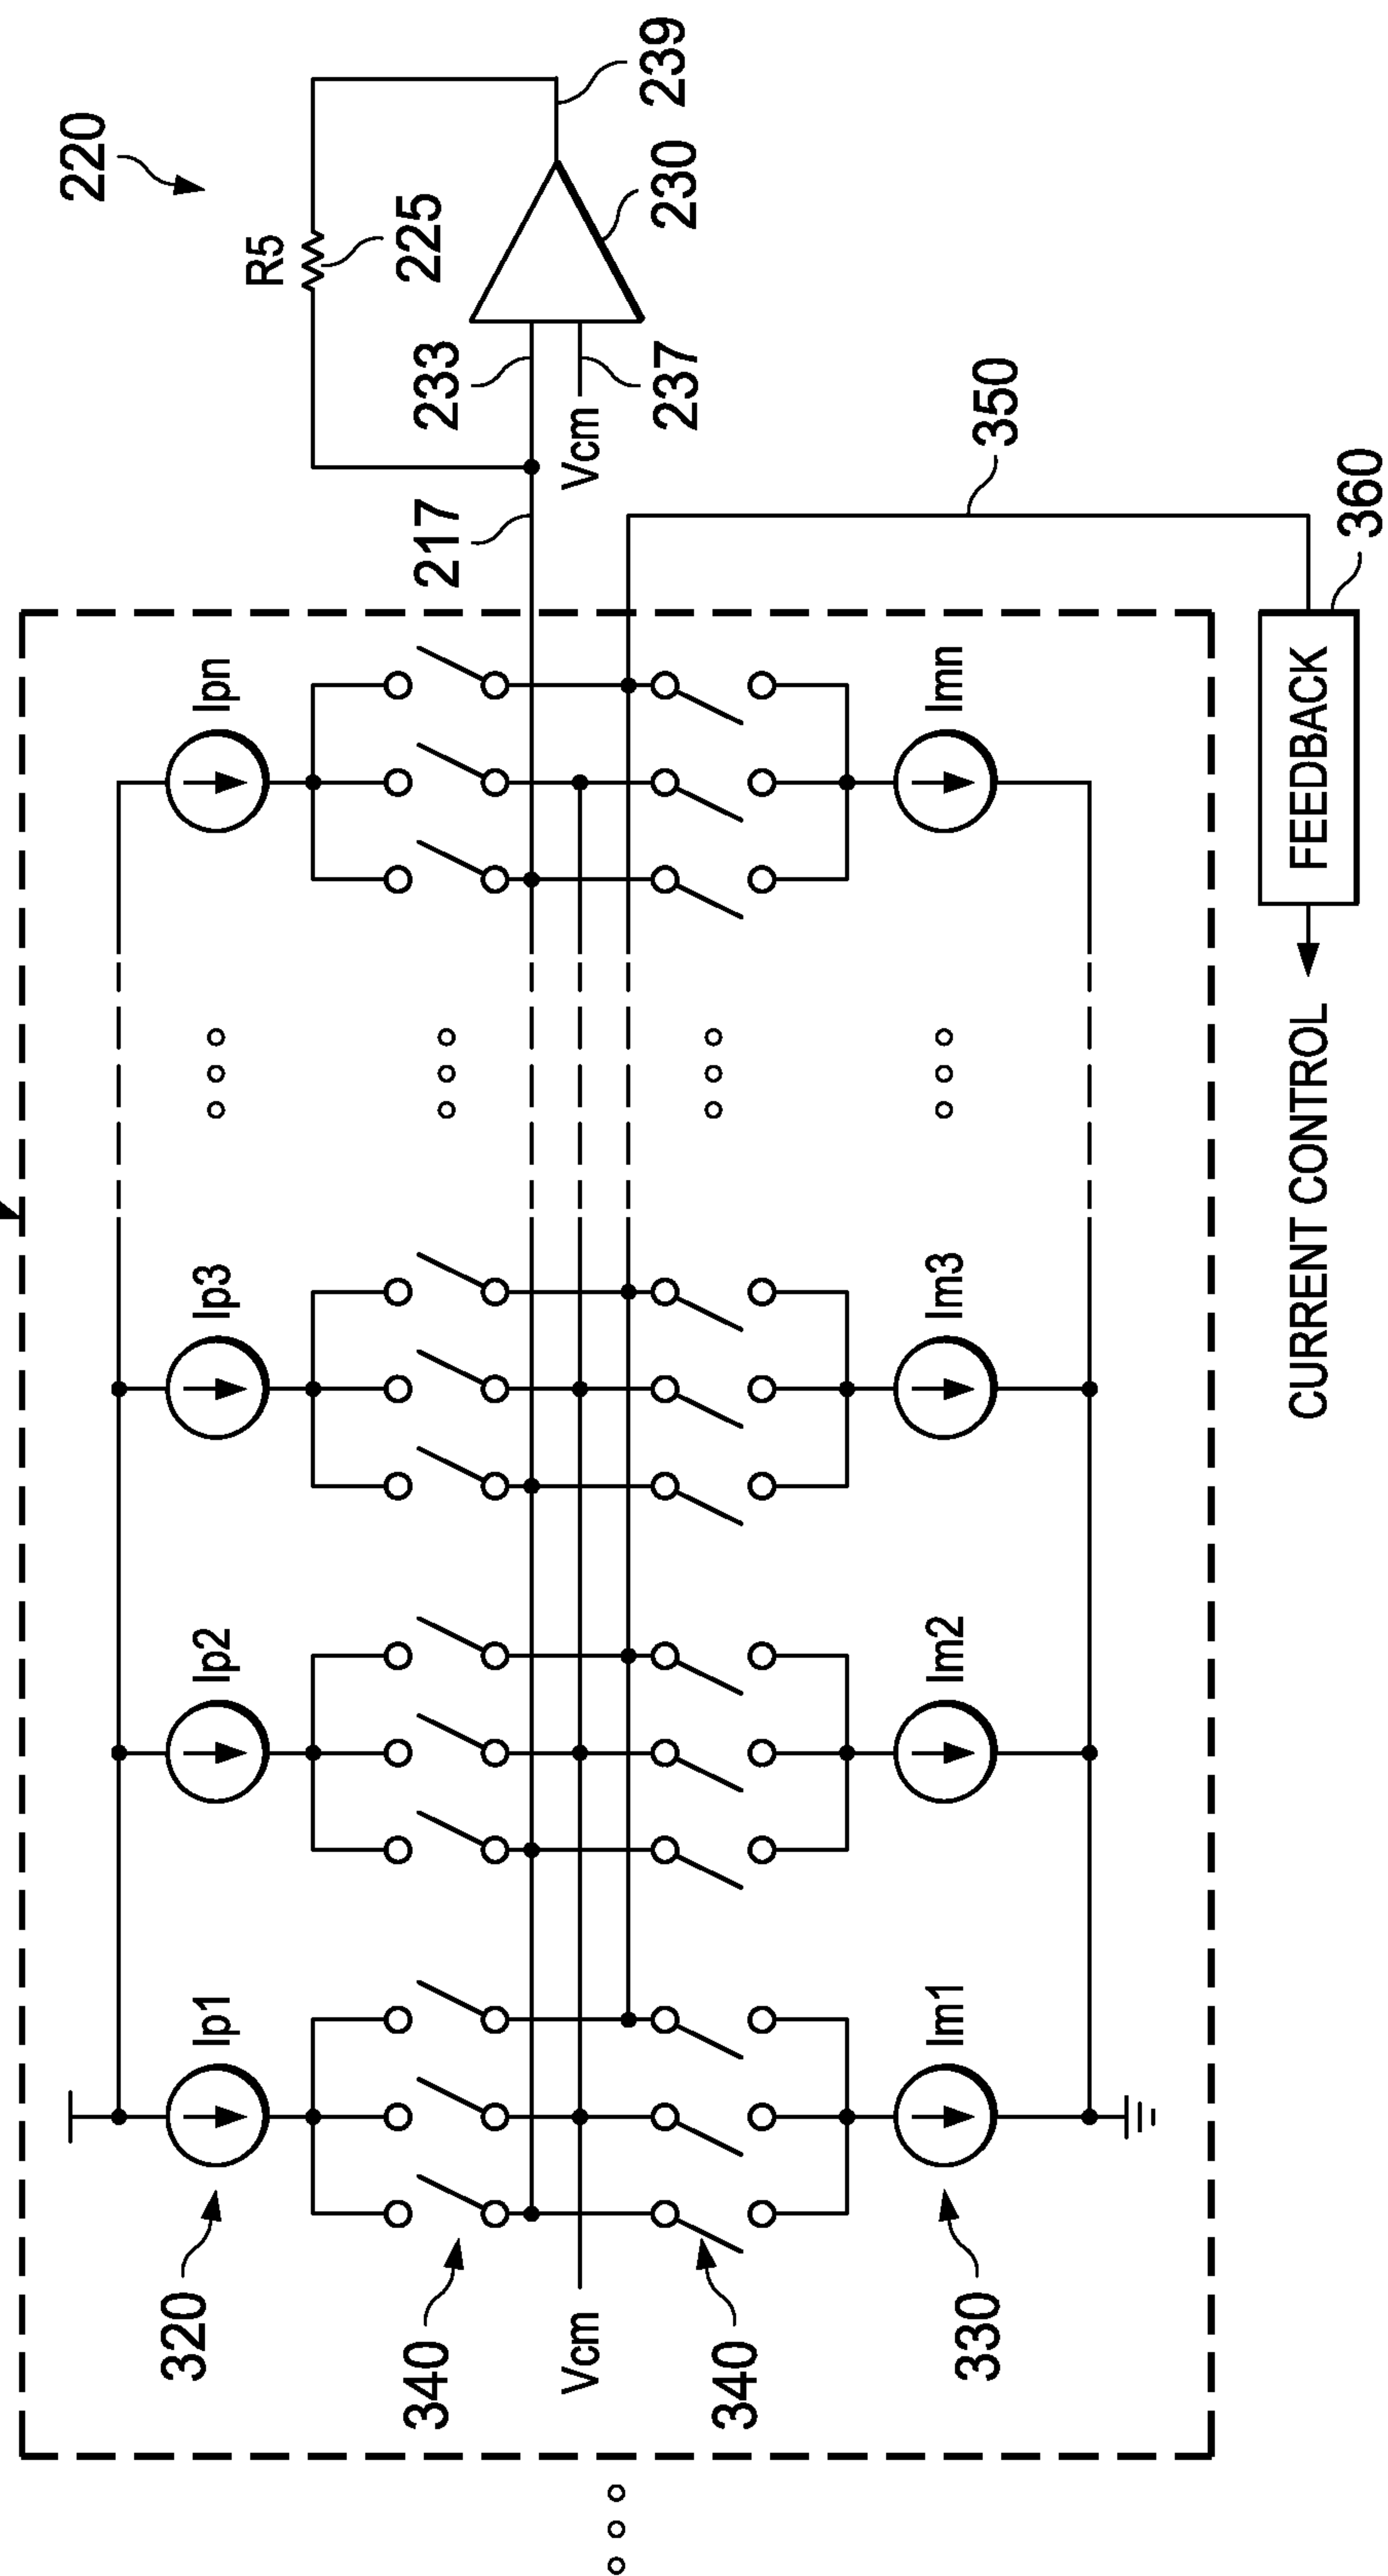 220
R5
225
239
230
233
Vcm
237
217
350
360
FEEDBACK
CURRENT CONTROL
Ip1
Ip2
Ip3
Ipn
320
340
Vcm
340
330
Im1
Im2
Im3
Imn